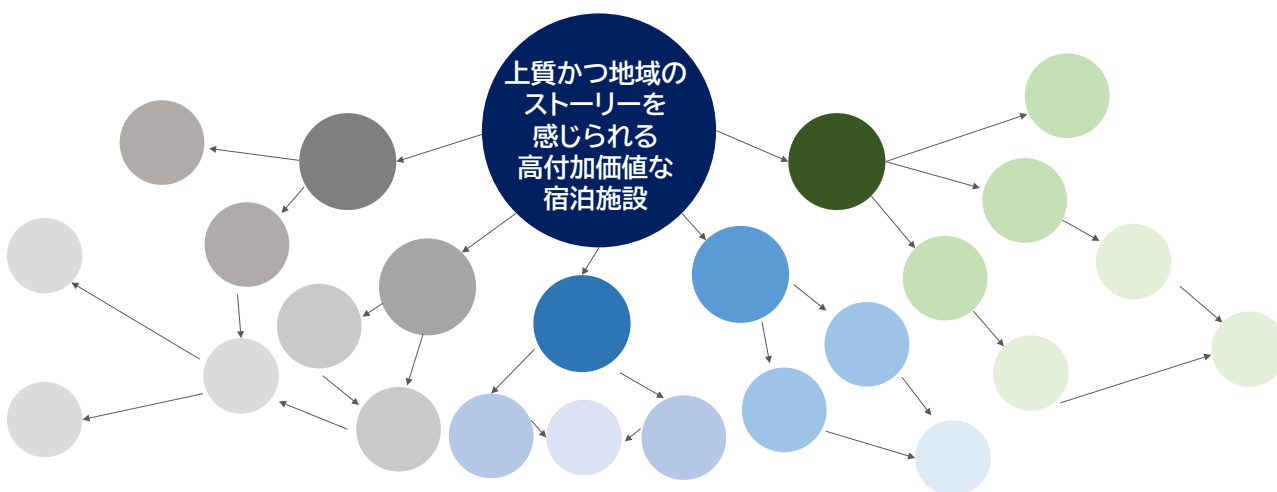 上質かつ地域の
ストーリーを
感じられる
高付加価値な
宿泊施設